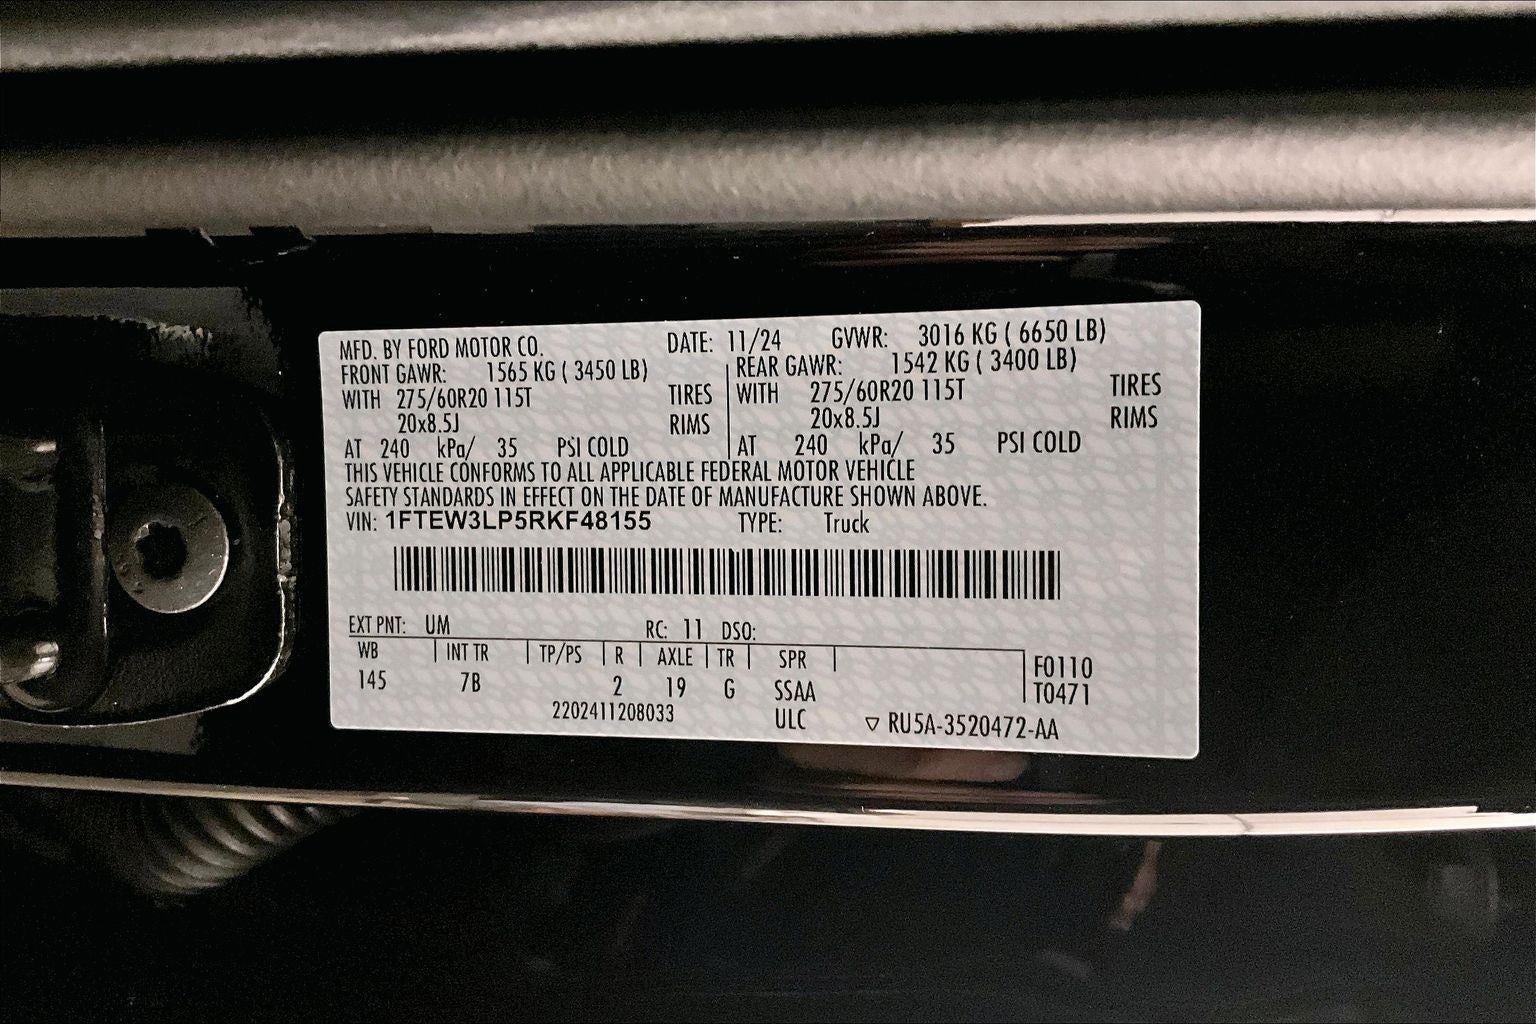 MFD. BY FORD MOTOR CO. DATE: 11/24 GVWR: 3016 KG ( 6650 LB)
FRONT GAWR: 1565 KG ( 3450 LB) REAR GAWR: 1542 KG ( 3400 LB)
WITH 275/60R20 115T TIRES WITH 275/60R20 115T TIRES
20x8.5J RIMS 20x8.5J RIMS
AT 240 kPa/ 35 PSI COLD AT 240 kPa/ 35 PSI COLD
THIS VEHICLE CONFORMS TO ALL APPLICABLE FEDERAL MOTOR VEHICLE
SAFETY STANDARDS IN EFFECT ON THE DATE OF MANUFACTURE SHOWN ABOVE.
VIN: 1FTEW3LP5RKF48155 TYPE: Truck
EXT PNT: UM RC: 11 DSO:
WB INT TR TP/PS R AXLE TR SPR F0110
145 7B 2 19 G SSAA T0471
2202411208033 ULC ▽ RU5A-3520472-AA